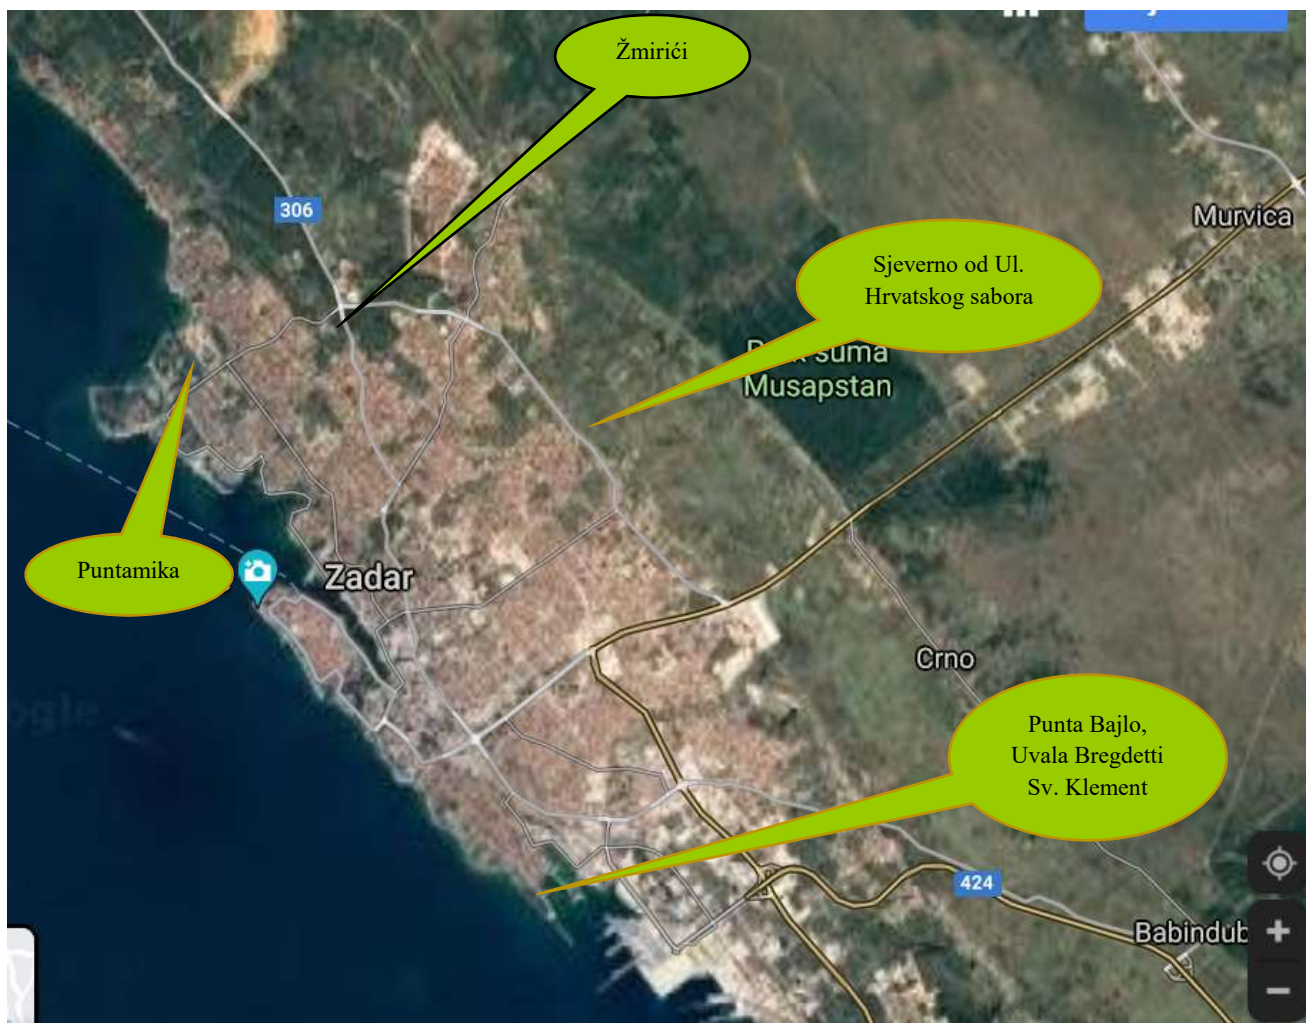 Žmirići
306
Murvica
Sjeverno od Ul.
Hrvatskog sabora
suma
Musapstan
Puntamika
Zadar
Crno
Punta Bajlo,
Uvala Bregdetti
Sv. Klement
424
Babindub